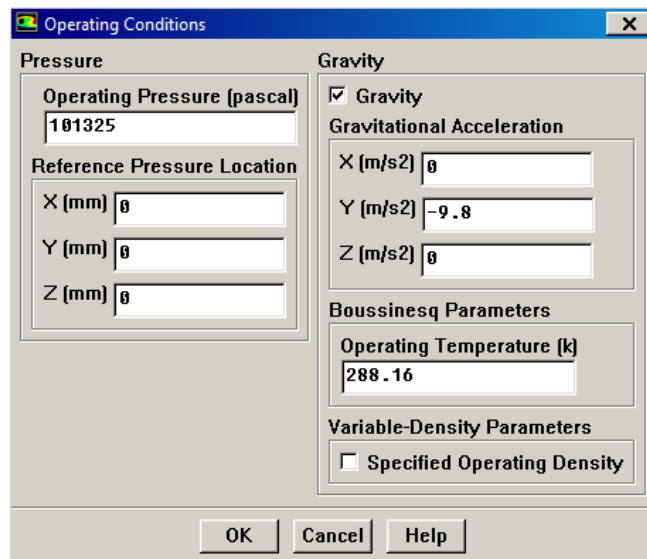 Operating Conditions
Pressure
Operating Pressure (pascal)
101325
Reference Pressure Location
X (mm) 0
Y (mm) 0
Z (mm) 0
Gravity
Gravity
Gravitational Acceleration
X (m/s2) 0
Y (m/s2) -9.8
Z (m/s2) 0
Boussinesq Parameters
Operating Temperature (k)
288.16
Variable-Density Parameters
Specified Operating Density
OK Cancel Help